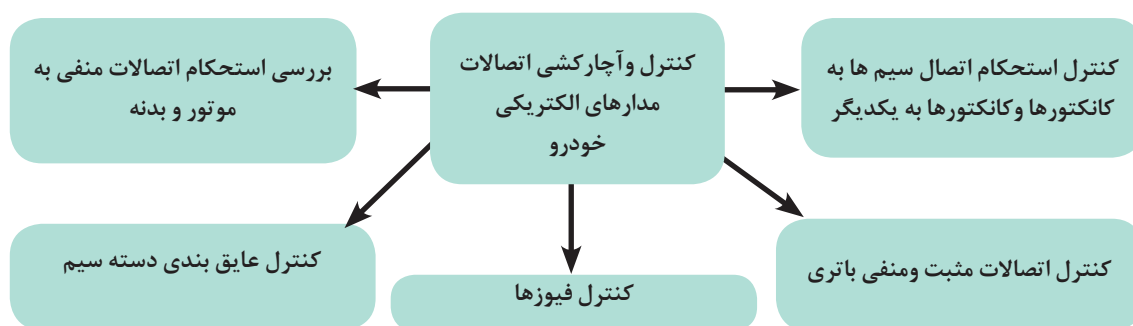 کنترل وآچارکشی اتصالات
مدارهای الکتریکی
خودرو
کنترل استحکام اتصال سیم ها به
کانکتورها وکانکتورها به یکدیگر
بررسی استحکام اتصالات منفی به
موتور و بدنه
کنترل اتصالات مثبت ومنفی باتری
کنترل فیوزها
کنترل عایق بندی دسته سیم